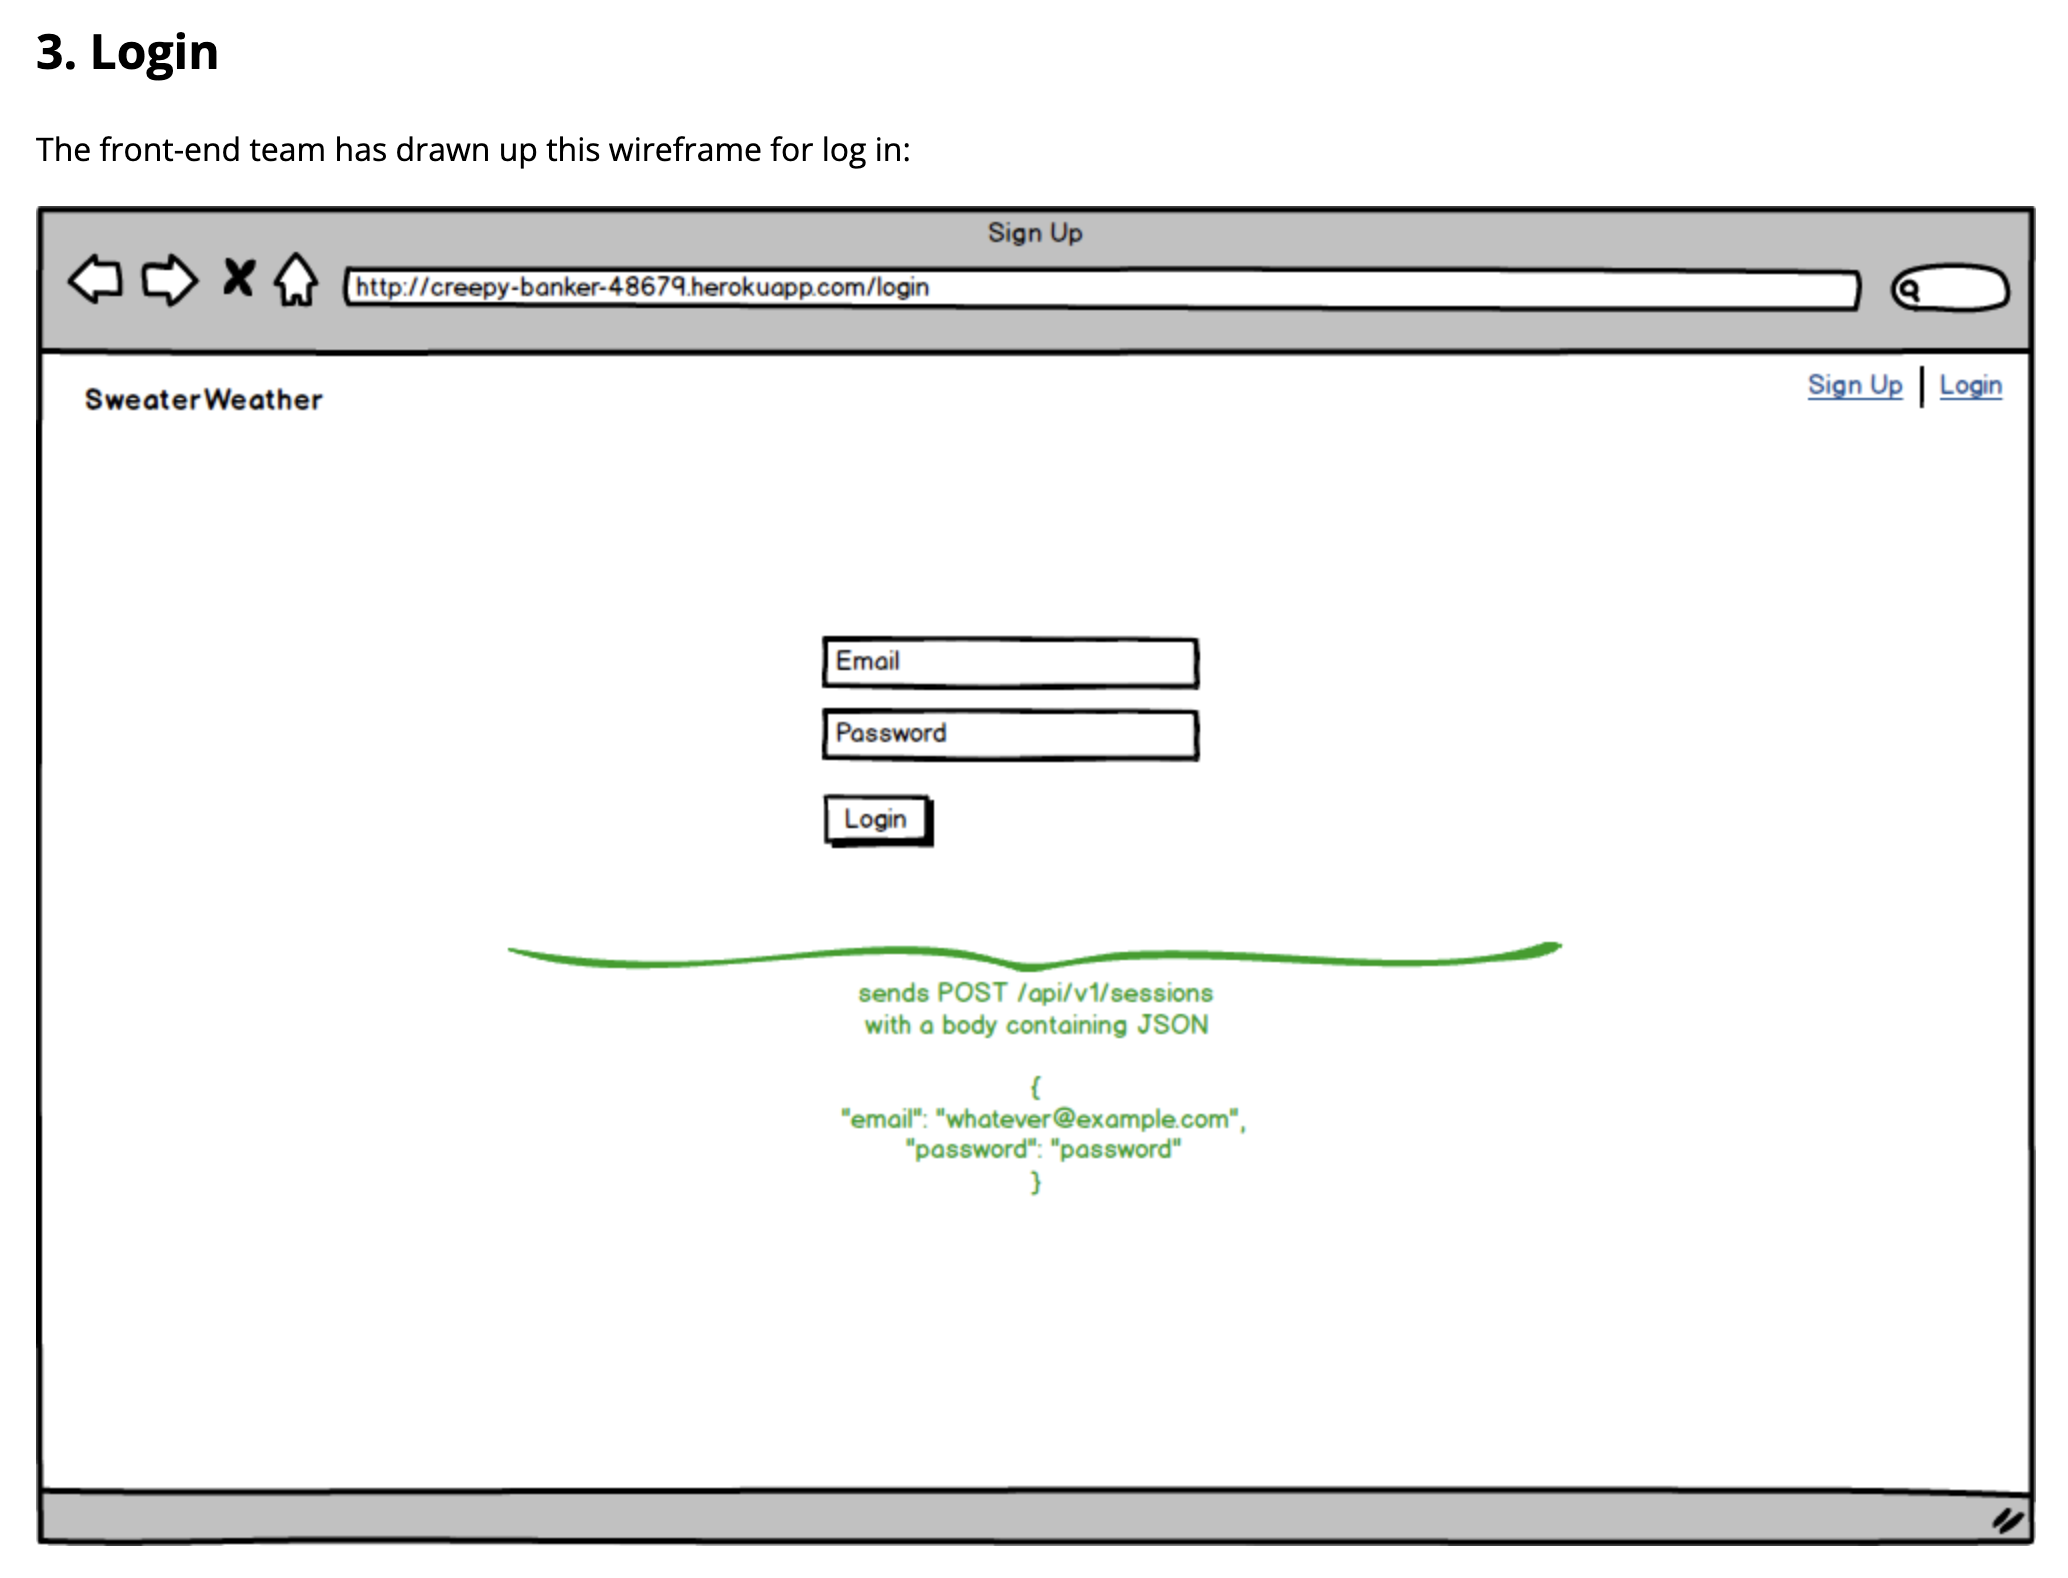 3. Login
The front-end team has drawn up this wireframe for log in:
Sign Up
http://creepy-banker-48679.herokuapp.com/login
SweaterWeather
Sign Up | Login
Email
Password
Login
sends POST /api/v1/sessions
with a body containing JSON
{
"email": "whatever@example.com",
"password": "password"
}